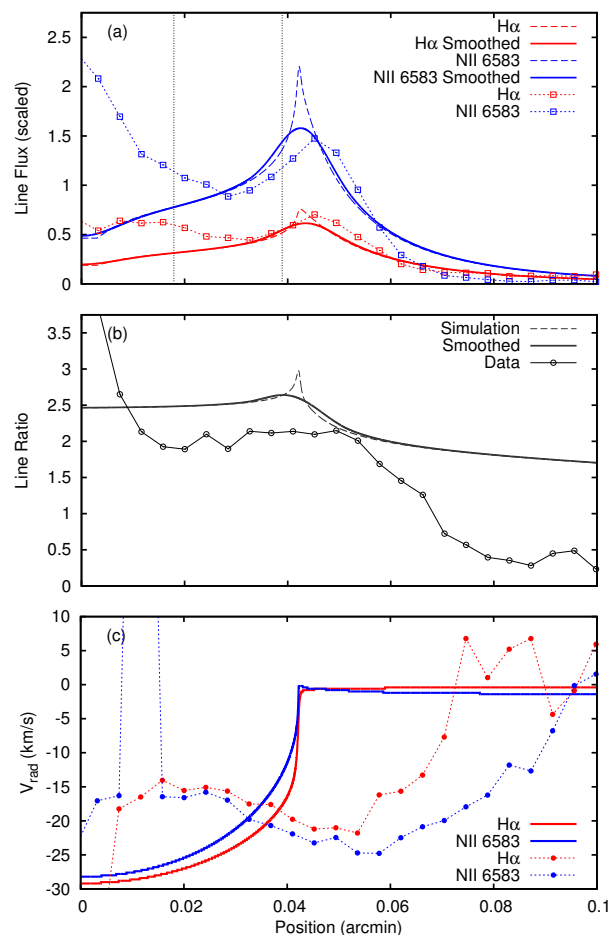 (a)
Hα
Hα Smoothed
NII 6583
NII 6583 Smoothed
Hα
NII 6583
Line Flux (scaled)
2.5
2
1.5
1
0.5
0
(b)
Simulation
Smoothed
Data
Line Ratio
3.5
3
2.5
2
1.5
1
0.5
0
(c)
Hα
NII 6583
Hα
NII 6583
V_rad (km/s)
10
5
0
-5
-10
-15
-20
-25
-30
0 0.02 0.04 0.06 0.08 0.1
Position (arcmin)